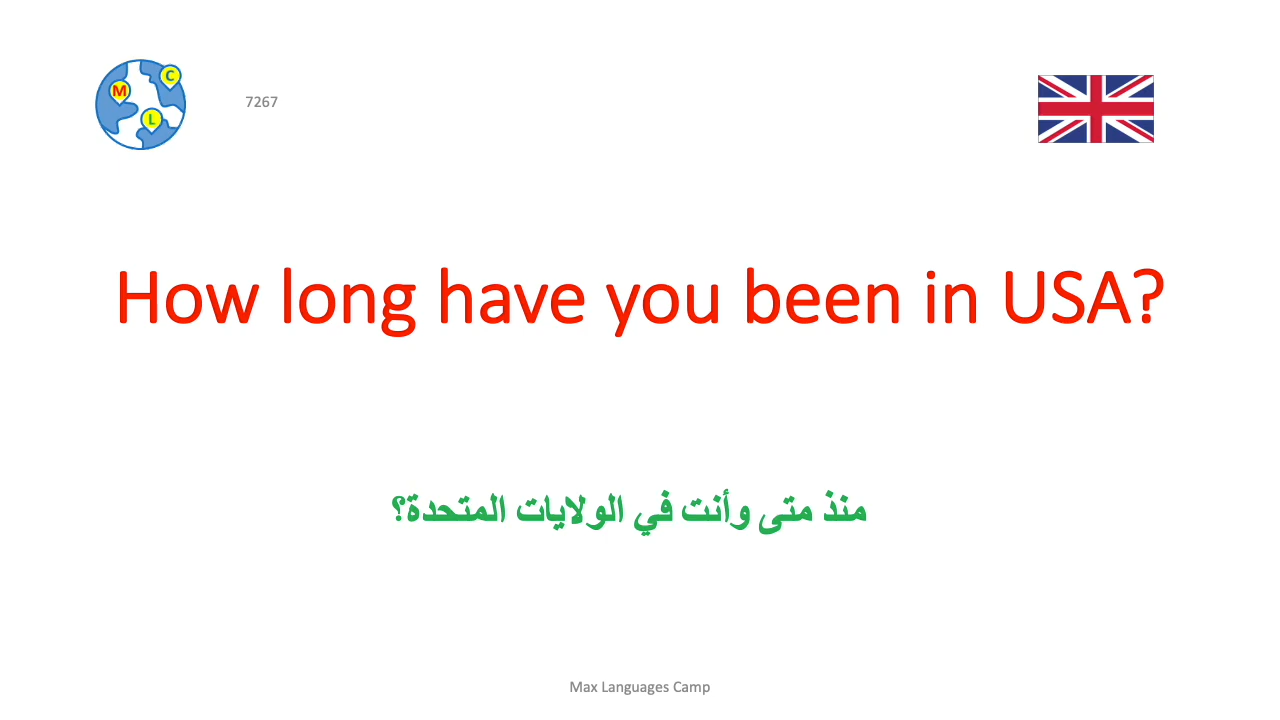 M
C
L
7267
How long have you been in USA?
منذ متى وأنت في الولايات المتحدة؟
Max Languages Camp